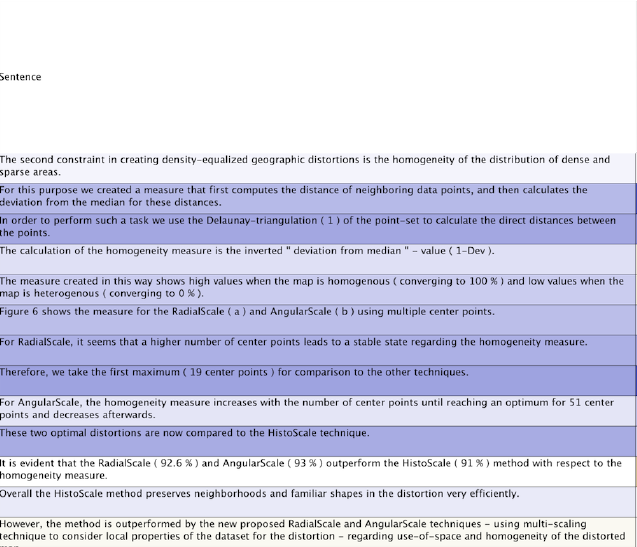 Sentence
The second constraint in creating density-equalized geographic distortions is the homogeneity of the distribution of dense and
sparse areas.
For this purpose we created a measure that first computes the distance of neighboring data points, and then calculates the
deviation from the median for these distances.
In order to perform such a task we use the Delaunay-triangulation ( 1 ) of the point-set to calculate the direct distances between
the points.
The calculation of the homogeneity measure is the inverted " deviation from median " - value ( 1-Dev ).
The measure created in this way shows high values when the map is homogenous ( converging to 100 % ) and low values when the
map is heterogenous ( converging to 0 % ).
Figure 6 shows the measure for the RadialScale ( a ) and AngularScale ( b ) using multiple center points.
For RadialScale, it seems that a higher number of center points leads to a stable state regarding the homogeneity measure.
Therefore, we take the first maximum ( 19 center points ) for comparison to the other techniques.
For AngularScale, the homogeneity measure increases with the number of center points until reaching an optimum for 51 center
points and decreases afterwards.
These two optimal distortions are now compared to the HistoScale technique.
It is evident that the RadialScale ( 92.6 % ) and AngularScale ( 93 % ) outperform the HistoScale ( 91 % ) method with respect to the
homogeneity measure.
Overall the HistoScale method preserves neighborhoods and familiar shapes in the distortion very efficiently.
However, the method is outperformed by the new proposed RadialScale and AngularScale techniques - using multi-scaling
technique to consider local properties of the dataset for the distortion - regarding use-of-space and homogeneity of the distorted